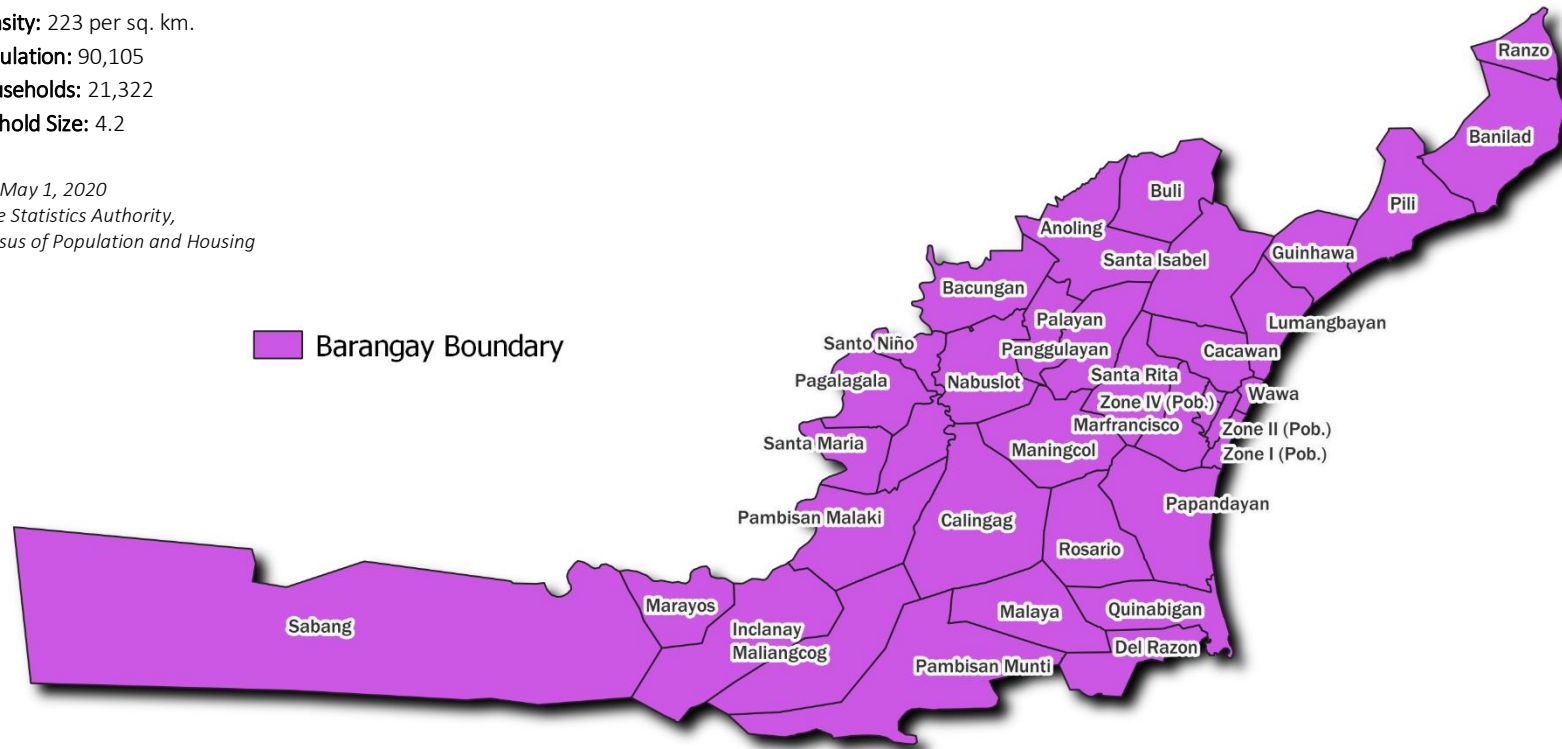 nsity: 223 per sq. km.
ulation: 90,105
useholds: 21,322
hold Size: 4.2
May 1, 2020
e Statistics Authority,
sus of Population and Housing
Barangay Boundary
Ranzo
Banilad
Buli
Pili
Anoling
Guinhawa
Santa Isabel
Bacungan
Palayan
Lumangbayan
Santo Niño
Panggulayan
Cacawan
Pagalagala
Nabuslot
Santa Rita
Wawa
Zone IV (Pob.)
Marfrancisco
Zone II (Pob.)
Santa Maria
Maningcol
Zone I (Pob.)
Papandayan
Pambisan Malaki
Calingag
Rosario
Marayos
Malaya
Quinabigan
Sabang
Inclanay
Maliangcog
Del Razon
Pambisan Munti